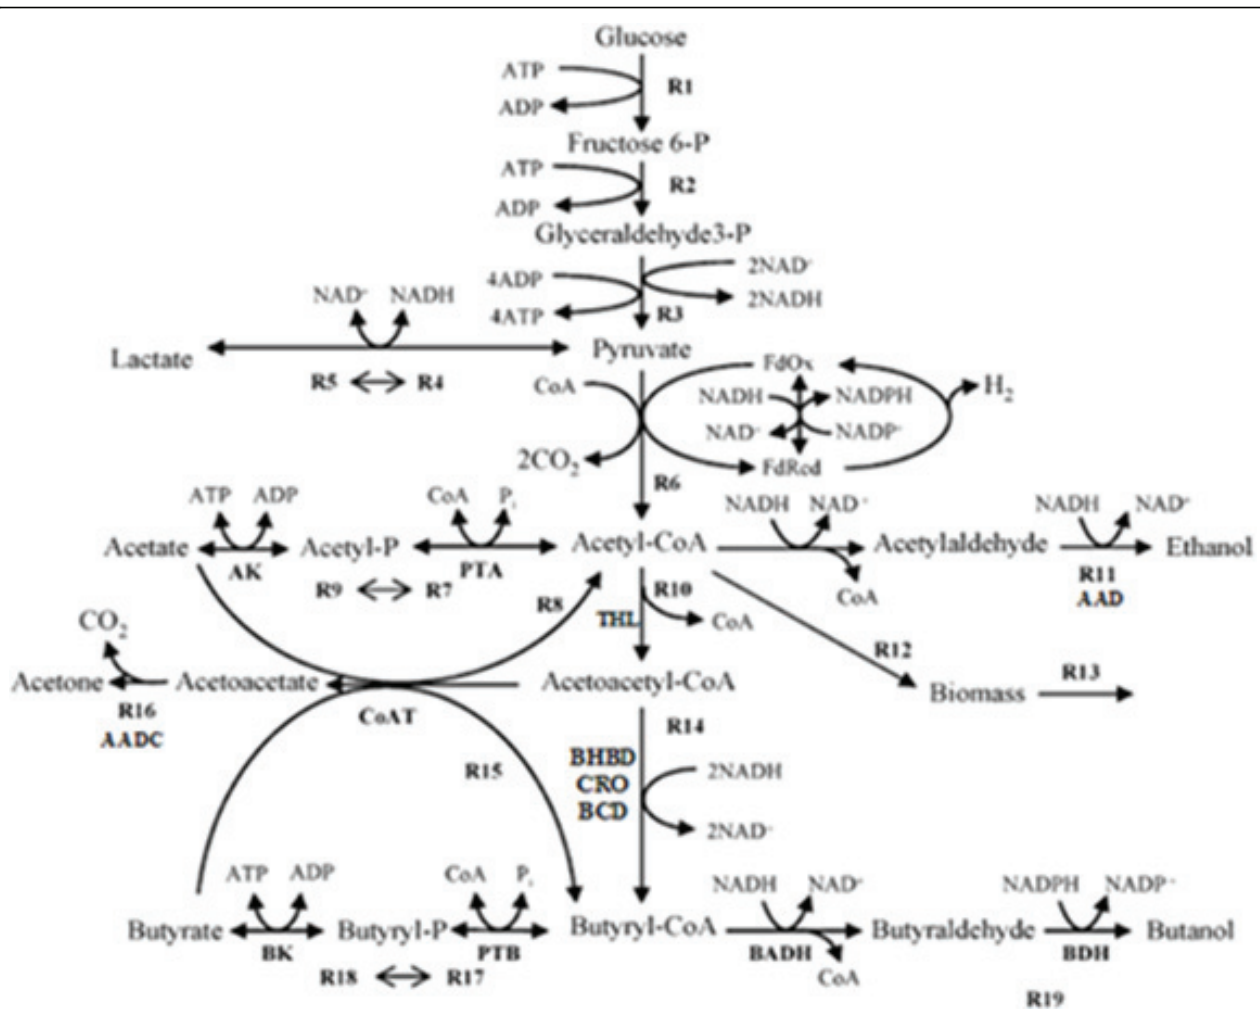 Glucose
ATP
R1
ADP
Fructose 6-P
ATP
R2
ADP
Glyceraldehyde3-P
4ADP
2NAD⁺
4ATP
2NADH
R3
NAD⁺ NADH
Lactate
Pyruvate
R5 R4
CoA
FdOx
NADH NADPH
H₂
NAD⁺ NADP⁺
2CO₂
FdRed
R6
ATP ADP
CoA Pᵢ
NADH NAD⁺
NADH NAD⁺
Acetate
Acetyl-P
Acetyl-CoA
Acetylaldehyde
Ethanol
AK
PTA
R9 R7
CoA
R11
AAD
R8
R10
THL
CoA
CO₂
R12
Acetone
Acetoacetate
Acetoacetyl-CoA
Biomass
R13
R16
AADC
CoAT
R14
R15
BHBD
CRO
BCD
2NADH
2NAD⁺
ATP ADP
CoA Pᵢ
NADH NAD⁺
NADPH NADP⁺
Butyrate
Butyryl-P
Butyryl-CoA
Butyraldehyde
Butanol
BK
PTB
BADH
BDH
R18 R17
CoA
R19